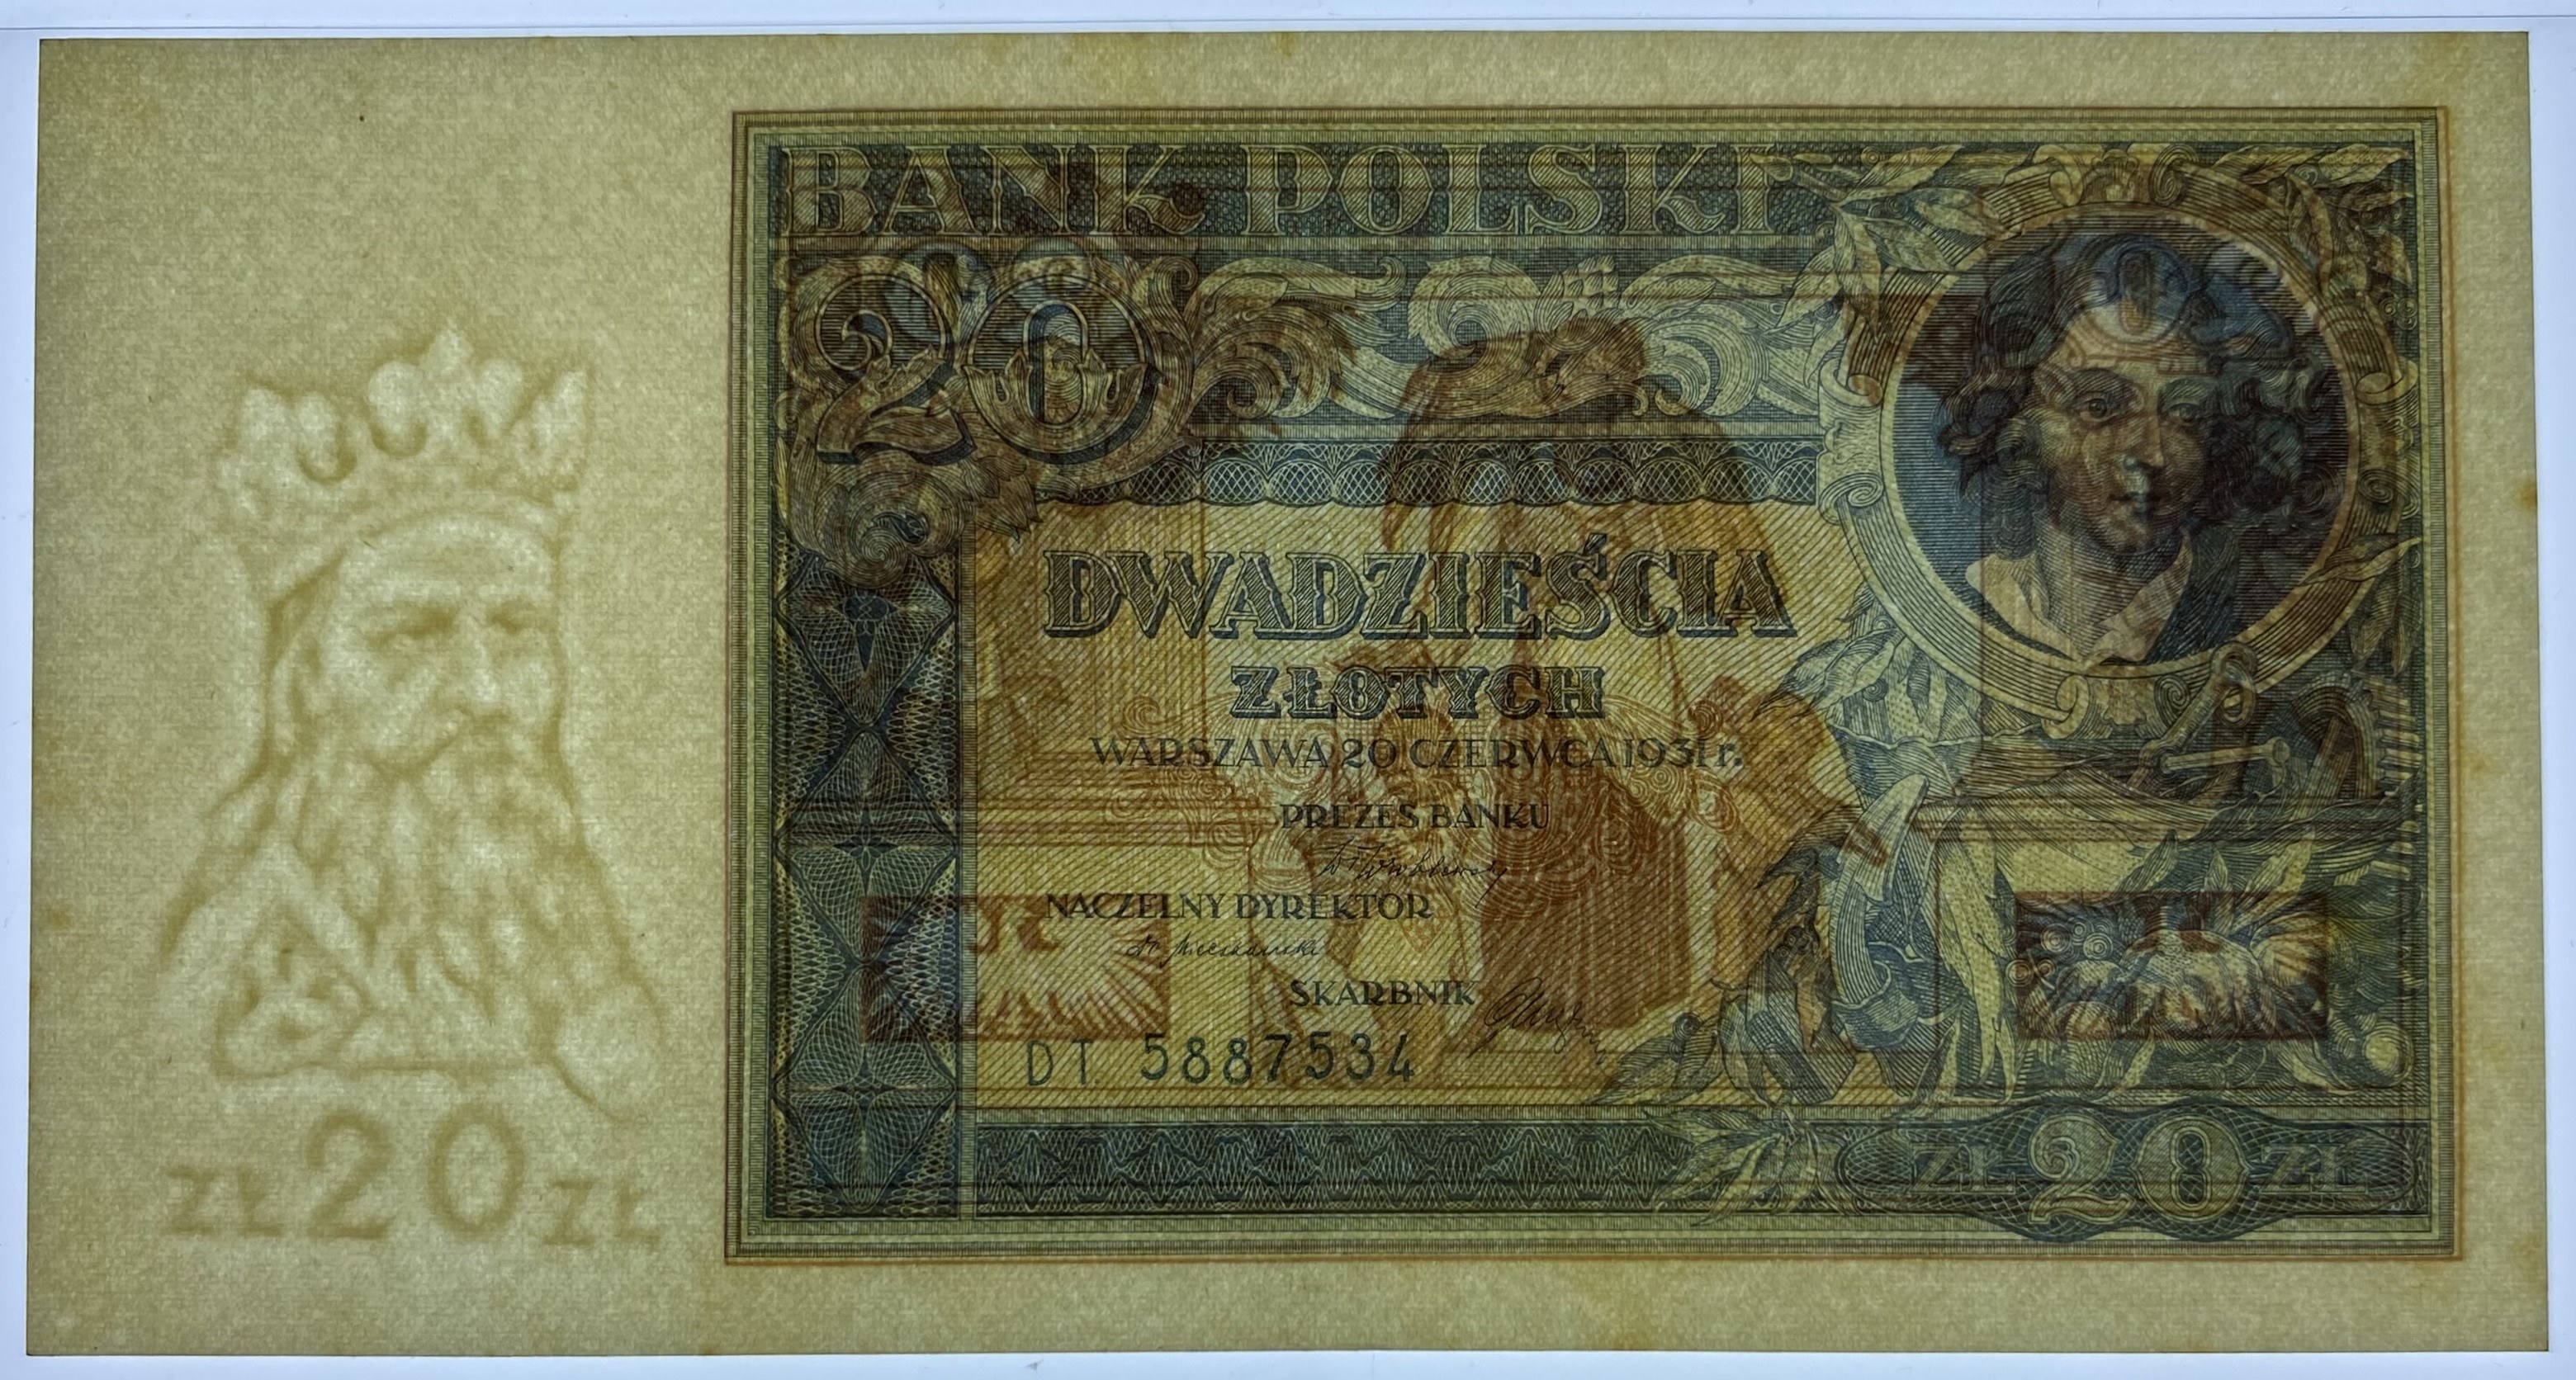 BANK POLSKI
20
DWADZIEŚCIA
ZŁOTYCH
WARSZAWA 20 CZERWCA 1931 r.
PREZES BANKU
NACZELNY DYREKTOR
SKARBNIK
DT. 5887534
ZŁ 20 ZŁ
ZŁ 20 ZŁ